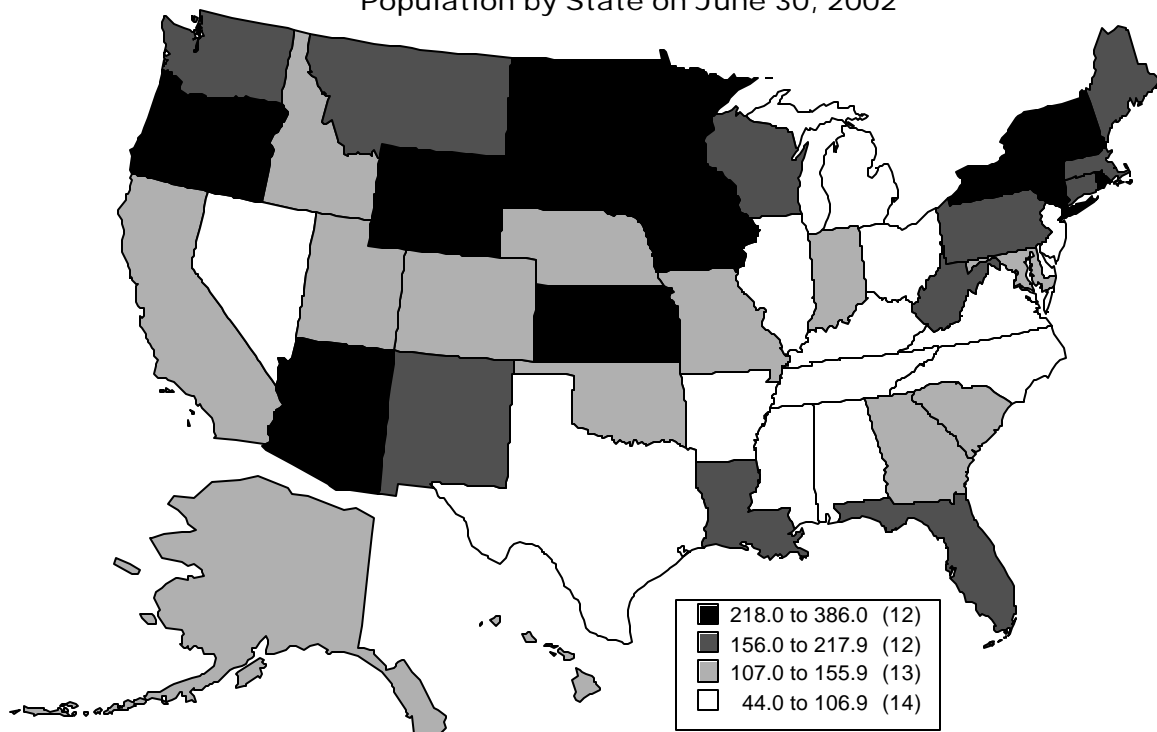 Population by State on June 30, 2002
218.0 to 386.0 (12)
156.0 to 217.9 (12)
107.0 to 155.9 (13)
44.0 to 106.9 (14)